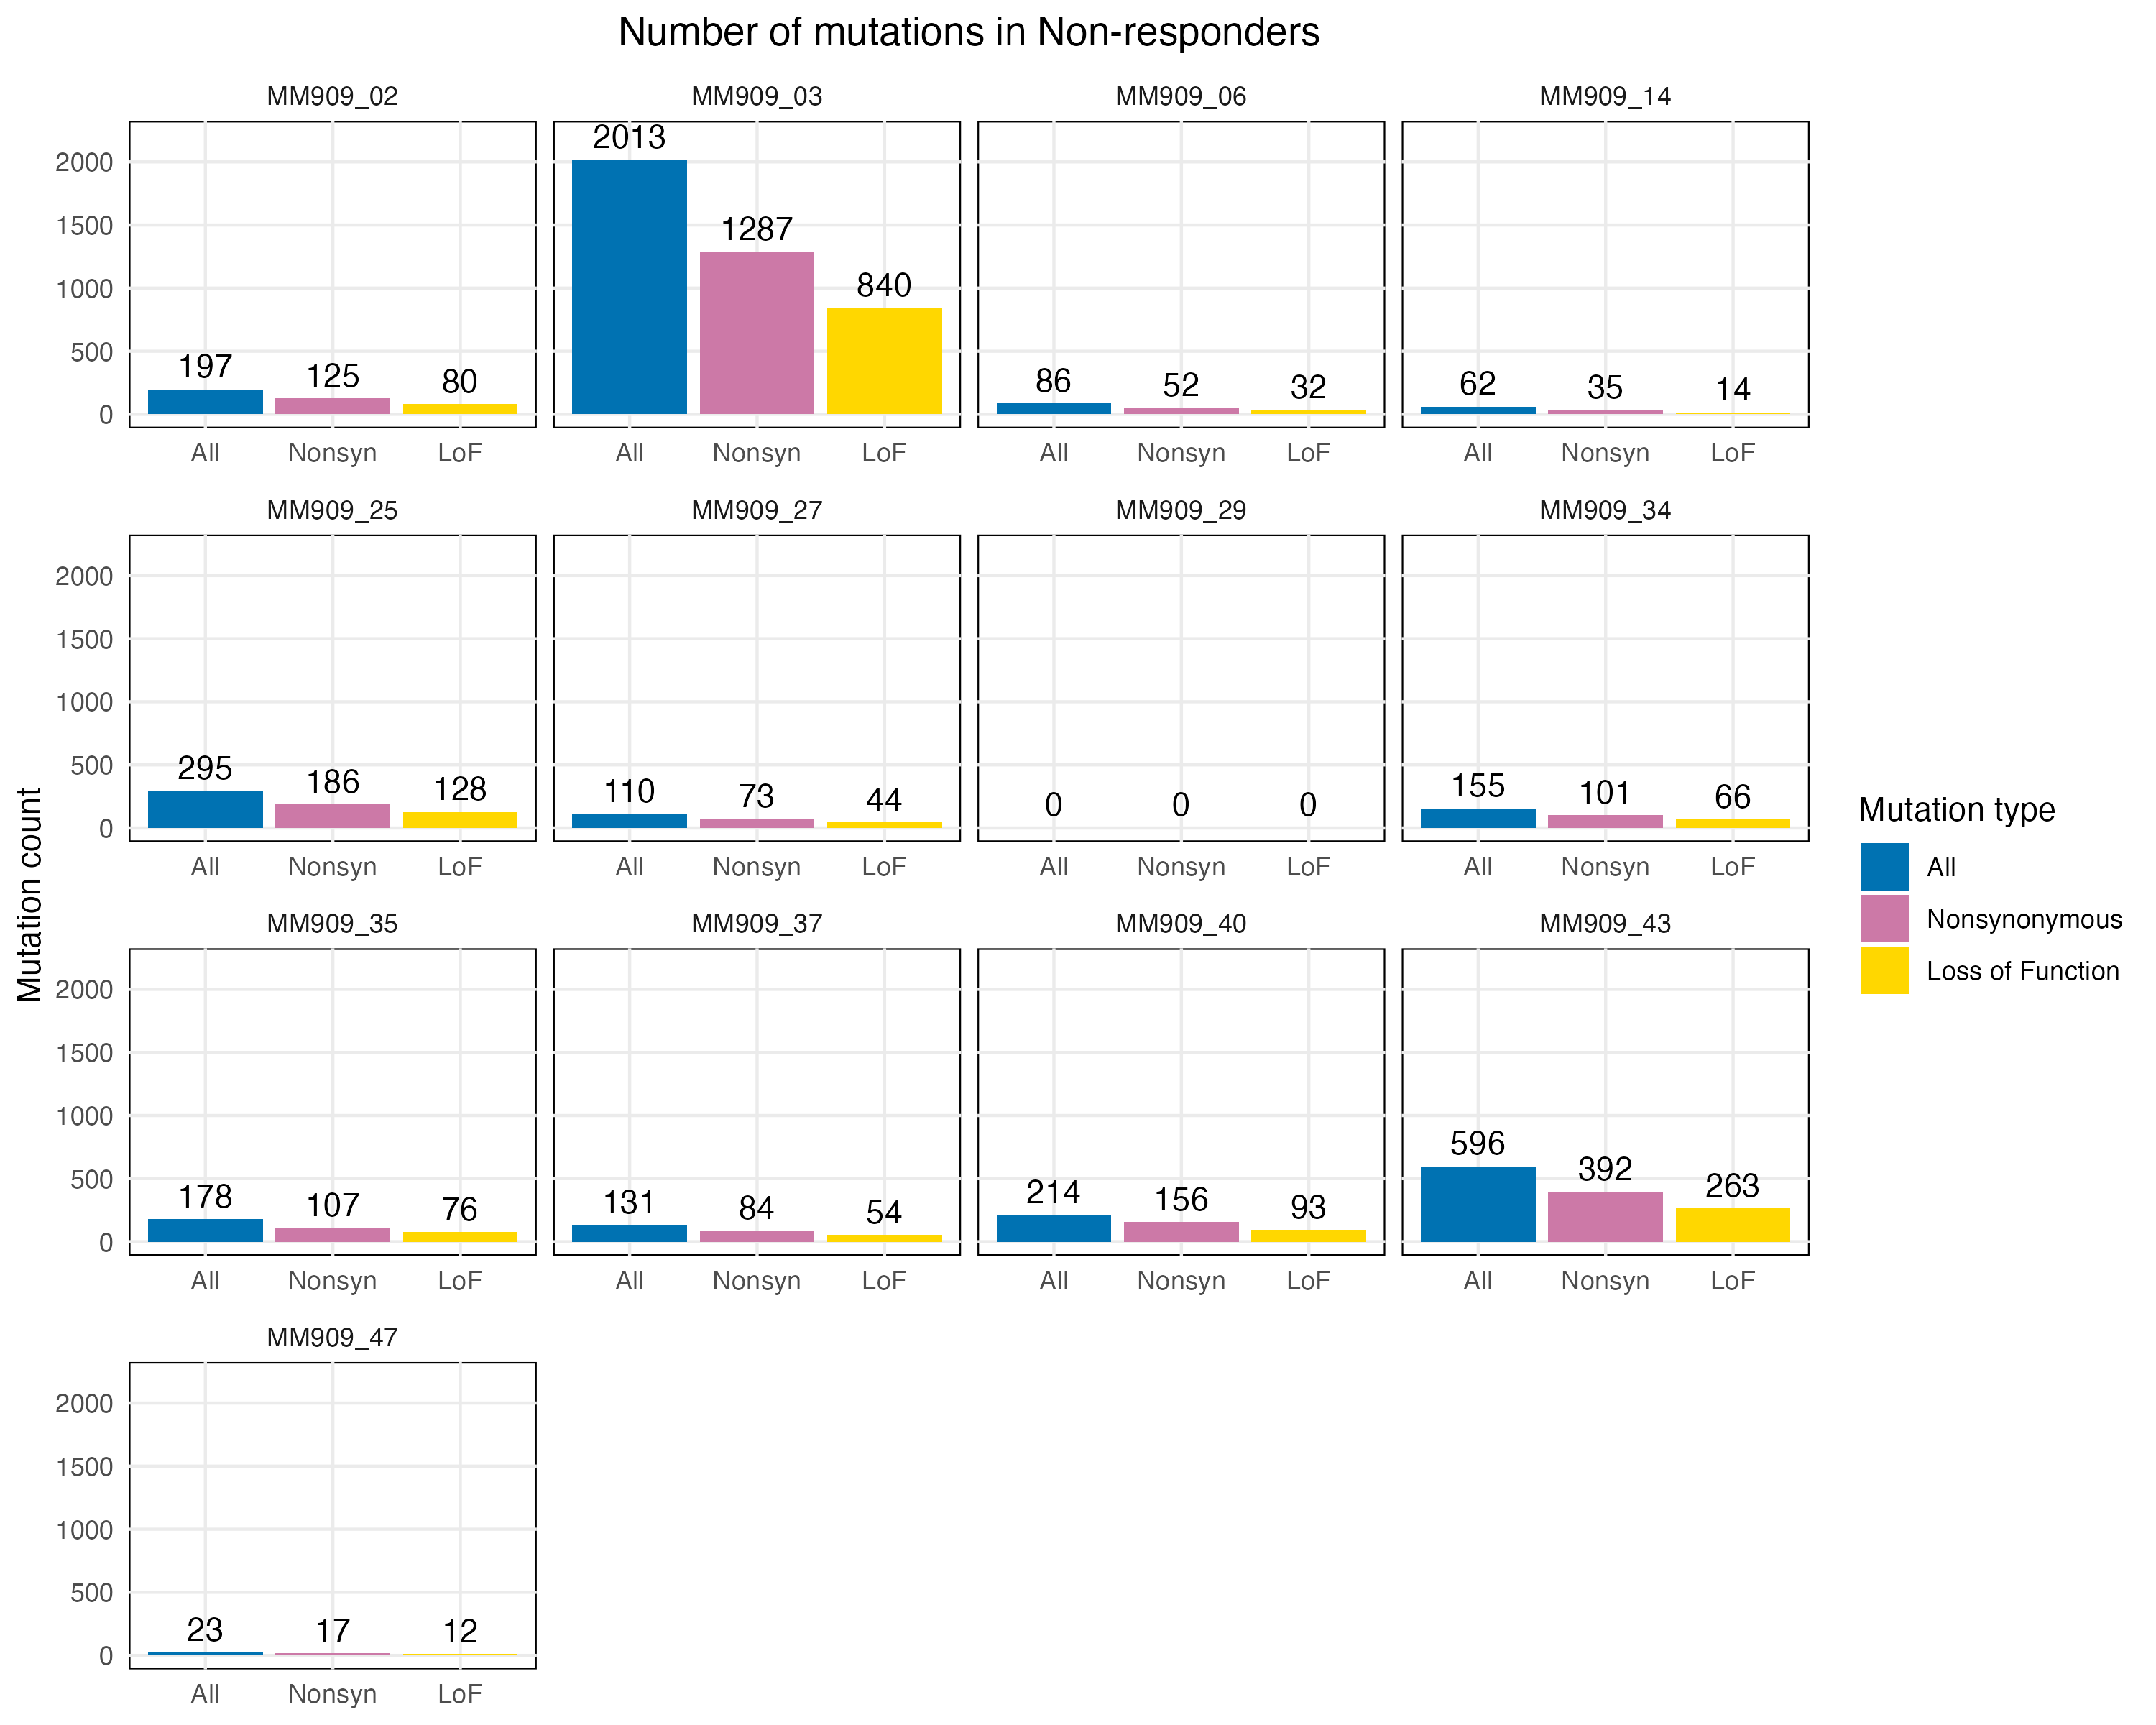 Number of mutations in Non-responders
MM909_02 MM909_03 MM909_06 MM909_14
2000 2013
1500 1287
1000 840
500 197 125 80 86 52 32 62 35 14
0
All Nonsyn LoF All Nonsyn LoF All Nonsyn LoF All Nonsyn LoF
MM909_25 MM909_27 MM909_29 MM909_34
2000
1500
1000
500 295 186 128 110 73 44 0 0 0 155 101 66
0
All Nonsyn LoF All Nonsyn LoF All Nonsyn LoF All Nonsyn LoF
MM909_35 MM909_37 MM909_40 MM909_43
2000
1500
1000
500 178 107 76 131 84 54 214 156 93 596 392 263
0
All Nonsyn LoF All Nonsyn LoF All Nonsyn LoF All Nonsyn LoF
MM909_47
2000
1500
1000
500 23 17 12
0
All Nonsyn LoF
Mutation count
Mutation type
All
Nonsynonymous
Loss of Function